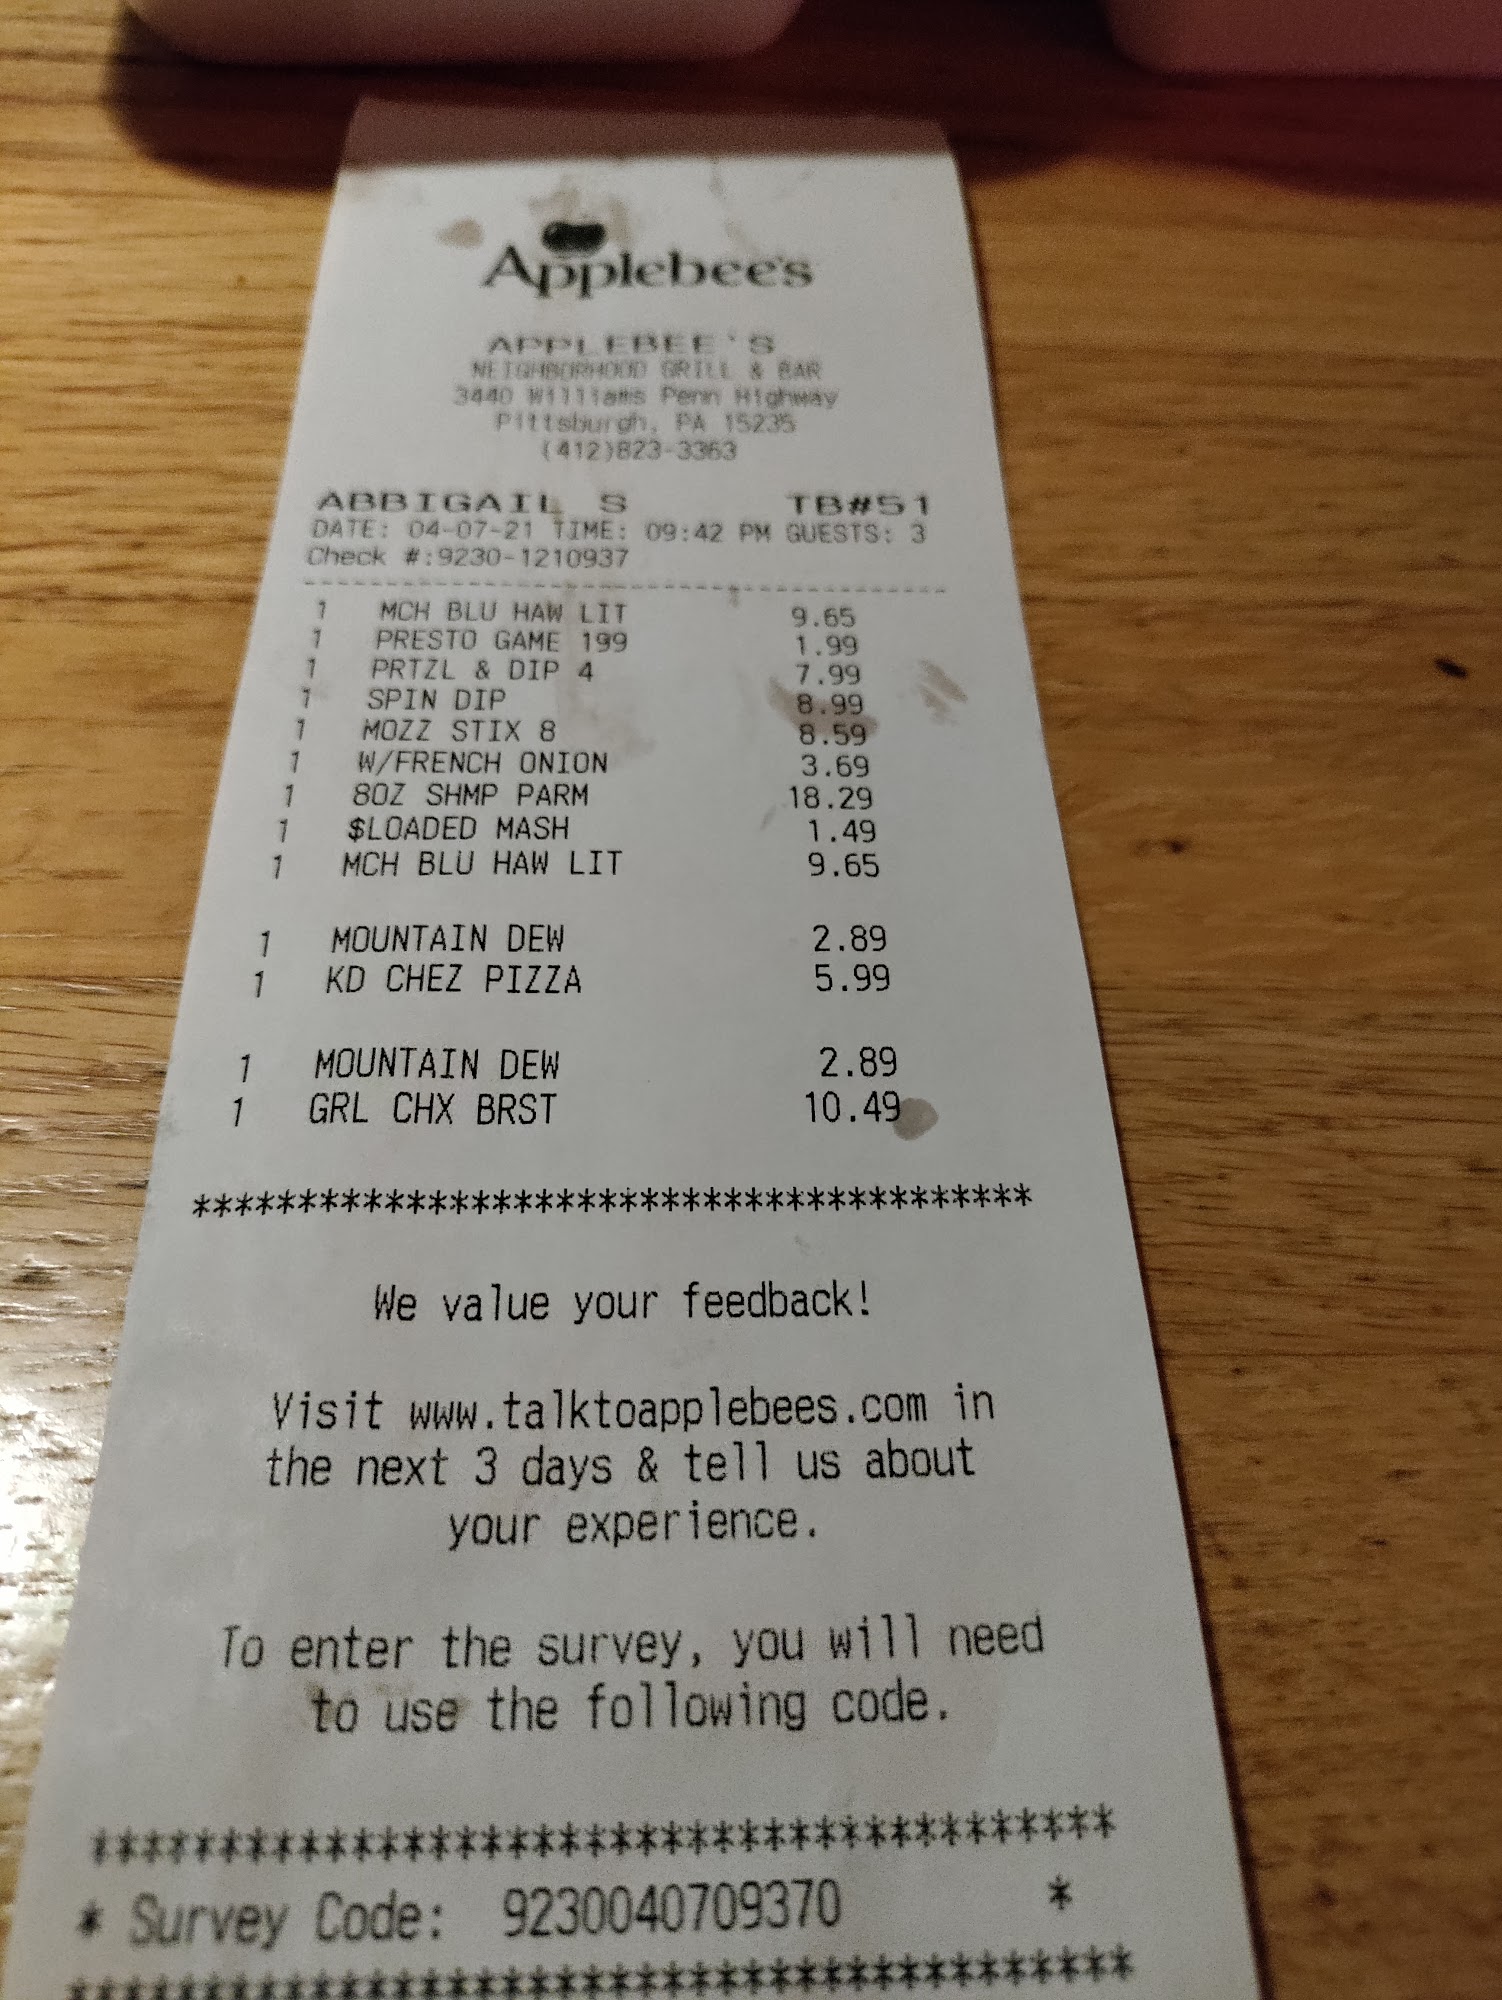 Applebee's
APPLEBEE'S
NEIGHBORHOOD GRILL & BAR
3440 Williams Penn Highway
Pittsburgh, PA 15235
(412)823-3363
ABBIGAIL S TB#51
DATE: 04-07-21 TIME: 09:42 PM GUESTS: 3
Check #:9230-1210937
----------------------------------------
1 MCH BLU HAW LIT 9.65
1 PRESTO GAME 199 1.99
1 PRTZL & DIP 4 7.99
1 SPIN DIP 8.99
1 MOZZ STIX 8 8.59
1 W/FRENCH ONION 3.69
1 8OZ SHMP PARM 18.29
1 $LOADED MASH 1.49
1 MCH BLU HAW LIT 9.65
1 MOUNTAIN DEW 2.89
1 KD CHEZ PIZZA 5.99
1 MOUNTAIN DEW 2.89
1 GRL CHX BRST 10.49
****************************************
We value your feedback!
Visit www.talktoapplebees.com in
the next 3 days & tell us about
your experience.
To enter the survey, you will need
to use the following code.
****************************************
* Survey Code: 9230040709370 *
****************************************